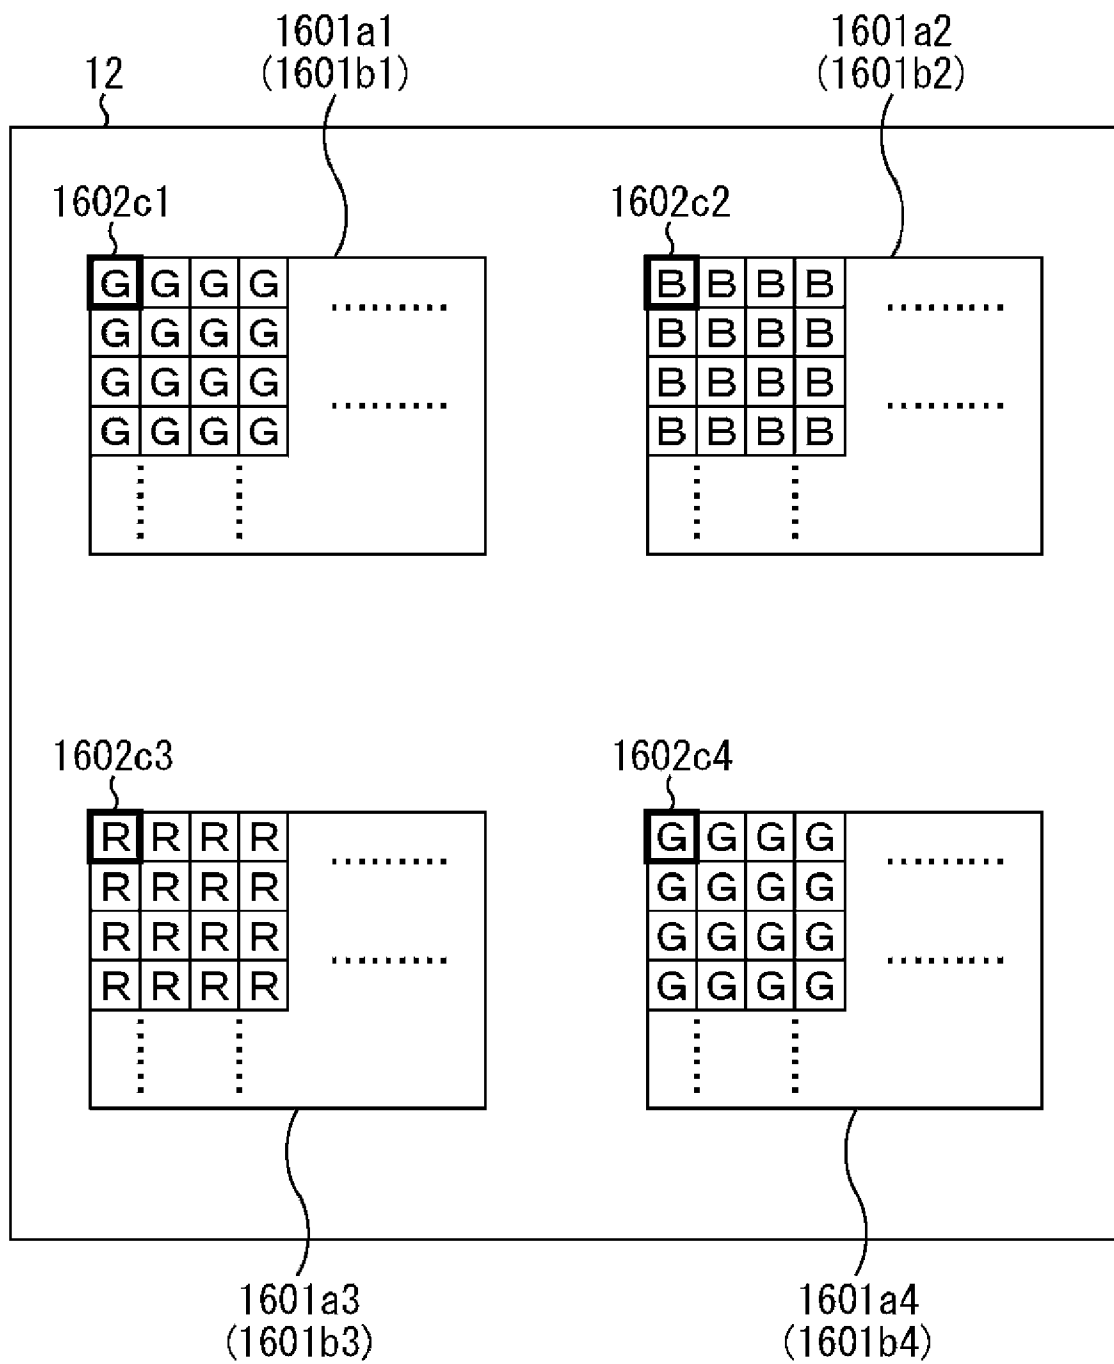 1601a1
(1601b1)
1601a2
(1601b2)
12
1602c1
1602c2
G G G G
G G G G
G G G G
G G G G
B B B B
B B B B
B B B B
B B B B
1602c3
1602c4
R R R R
R R R R
R R R R
R R R R
G G G G
G G G G
G G G G
G G G G
1601a3
(1601b3)
1601a4
(1601b4)